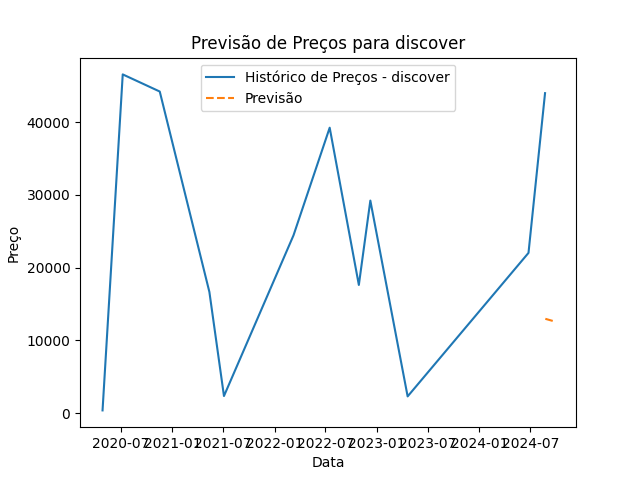 Previsão de Preços para discover
Histórico de Preços - discover
Previsão
40000
30000
20000
10000
0
Preço
2020-07 2021-01 2021-07 2022-01 2022-07 2023-01 2023-07 2024-01 2024-07
Data